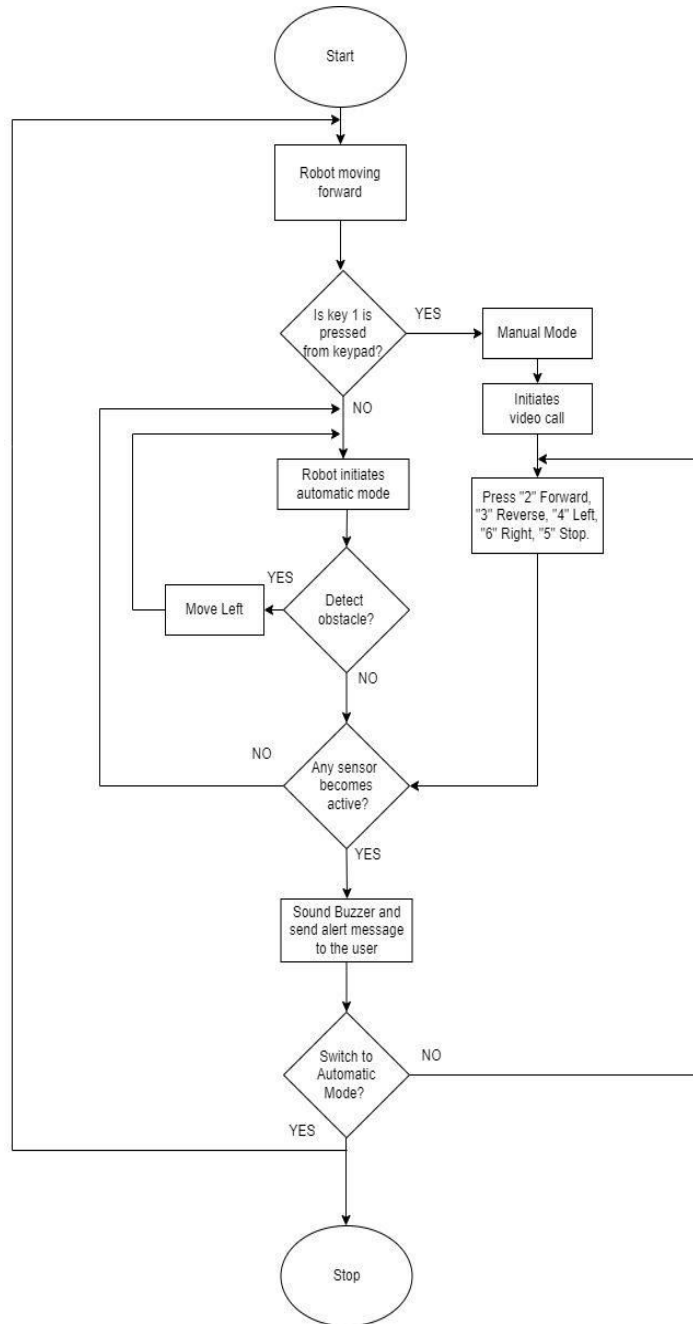 Start
Robot moving
forward
Is key 1 is
pressed
from keypad?
YES
Manual Mode
Initiates
video call
NO
Robot initiates
automatic mode
Press "2" Forward,
"3" Reverse, "4" Left,
"6" Right, "5" Stop.
YES
Move Left
Detect
obstacle?
NO
NO
Any sensor
becomes
active?
YES
Sound Buzzer and
send alert message
to the user
Switch to
Automatic
Mode?
NO
YES
Stop